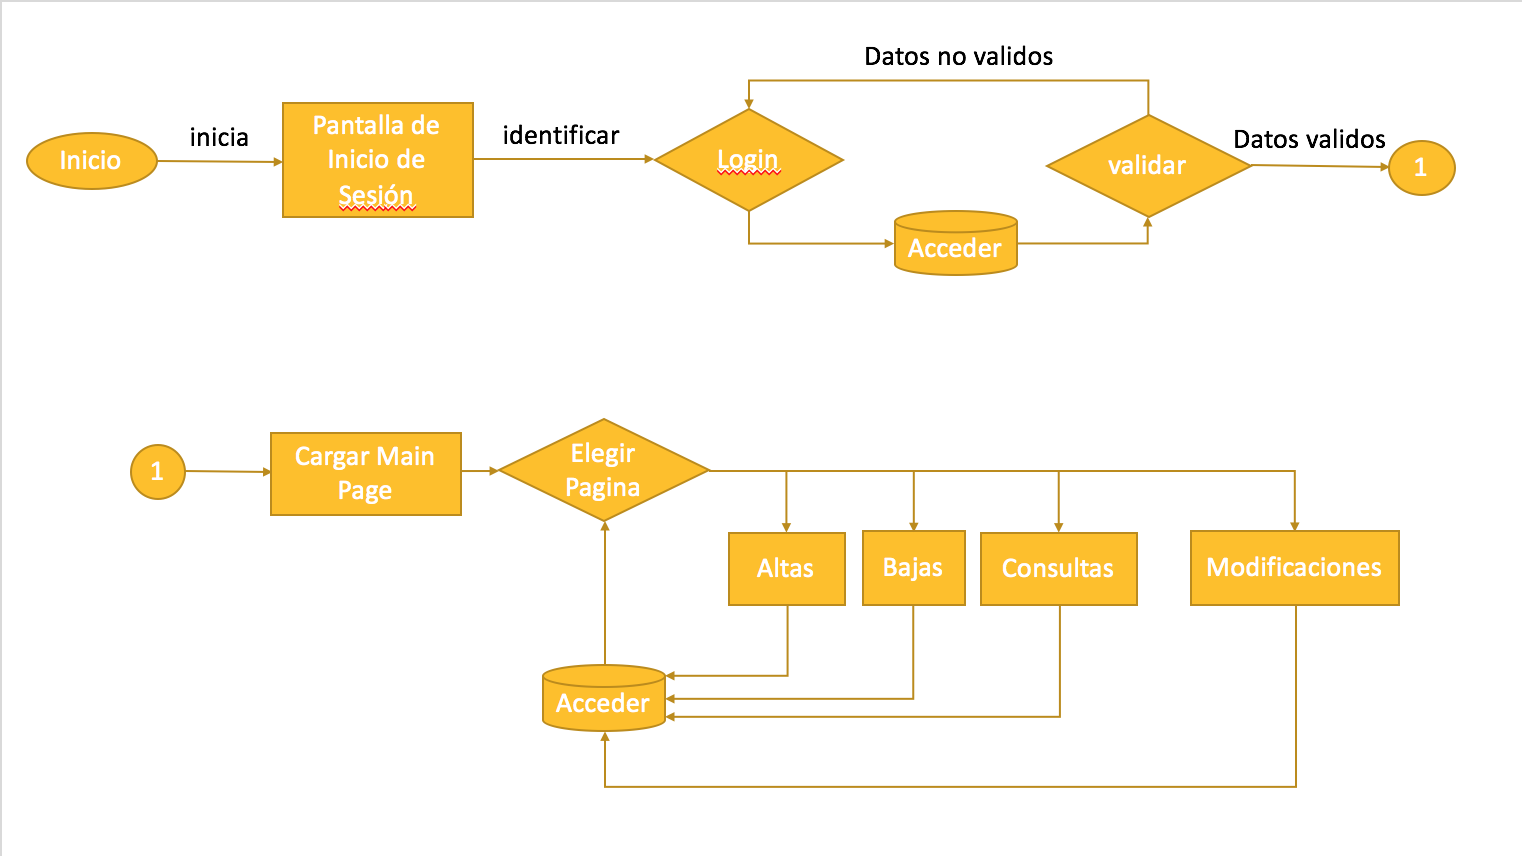 Datos no validos
Inicio
inicia
Pantalla de
Inicio de
Sesión
identificar
Login
validar
Datos validos
1
Acceder
1
Cargar Main
Page
Elegir
Pagina
Altas
Bajas
Consultas
Modificaciones
Acceder